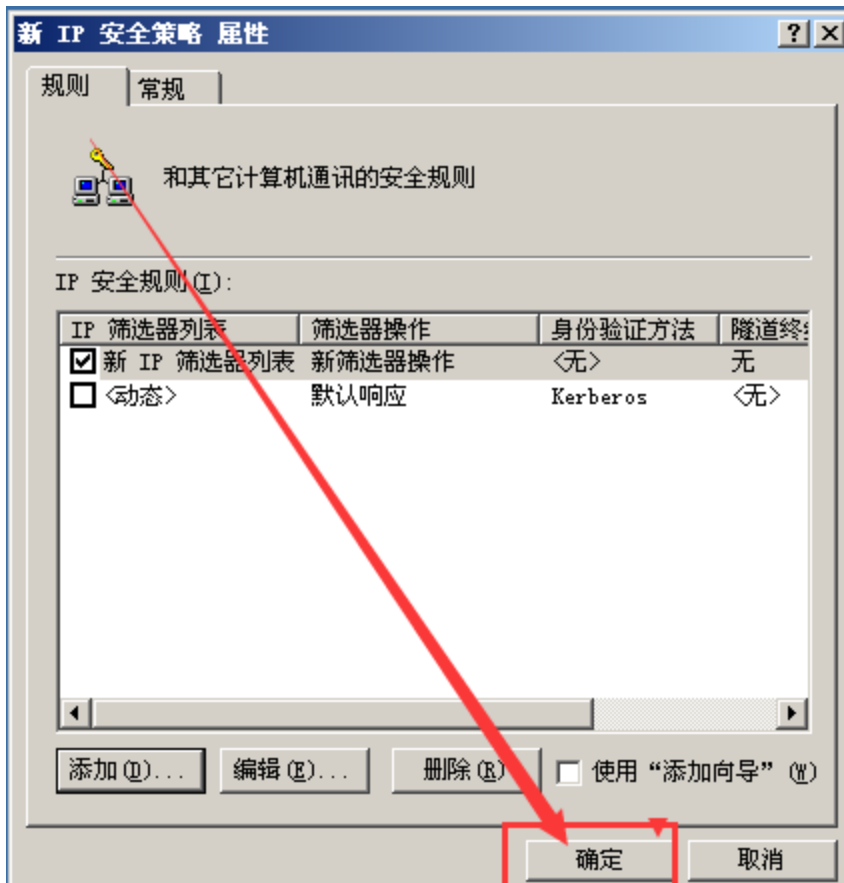 新 IP 安全策略 属性
规则 常规
和其它计算机通讯的安全规则
IP 安全规则(I):
IP 筛选器列表 筛选器操作 身份验证方法 隧道终
新 IP 筛选器列表 新筛选器操作 <无> 无
<动态> 默认响应 Kerberos <无>
添加(D)... 编辑(E)... 删除(R) 使用“添加向导”(W)
确定 取消